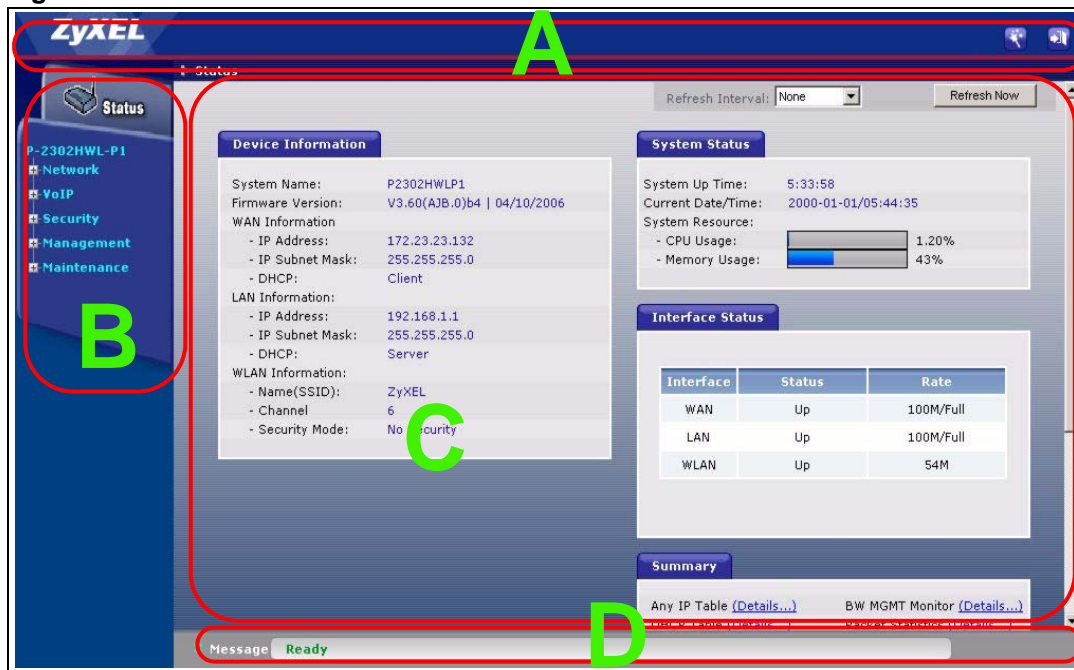 ZyXEL
A
Status
Status
Refresh Interval: None
Refresh Now
P-2302HWL-P1
Network
VoIP
Security
Management
Maintenance
B
Device Information
System Name: P2302HWLP1
Firmware Version: V3.60(AJB.0)b4 | 04/10/2006
WAN Information
- IP Address: 172.23.23.132
- IP Subnet Mask: 255.255.255.0
- DHCP: Client
LAN Information:
- IP Address: 192.168.1.1
- IP Subnet Mask: 255.255.255.0
- DHCP: Server
WLAN Information:
- Name(SSID): ZyXEL
- Channel 6
- Security Mode: No Security
C
System Status
System Up Time: 5:33:58
Current Date/Time: 2000-01-01/05:44:35
System Resource:
- CPU Usage: 1.20%
- Memory Usage: 43%
Interface Status
Interface Status Rate
WAN Up 100M/Full
LAN Up 100M/Full
WLAN Up 54M
Summary
Any IP Table (Details...) BW MGMT Monitor (Details...)
D
Message Ready